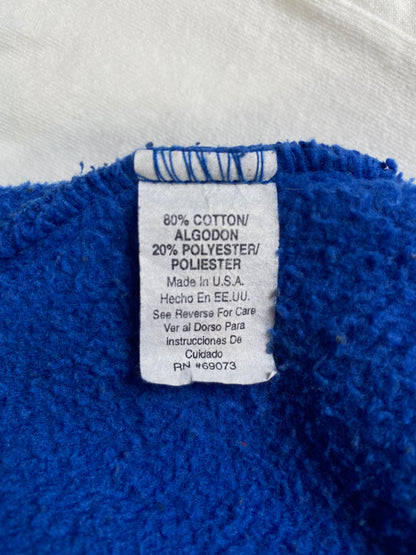 80% COTTON/
ALGODON
20% POLYESTER/
POLIESTER
Made In U.S.A.
Hecho En EE.UU.
See Reverse For Care
Ver al Dorso Para
Instrucciones De
Cuidado
RN #69073